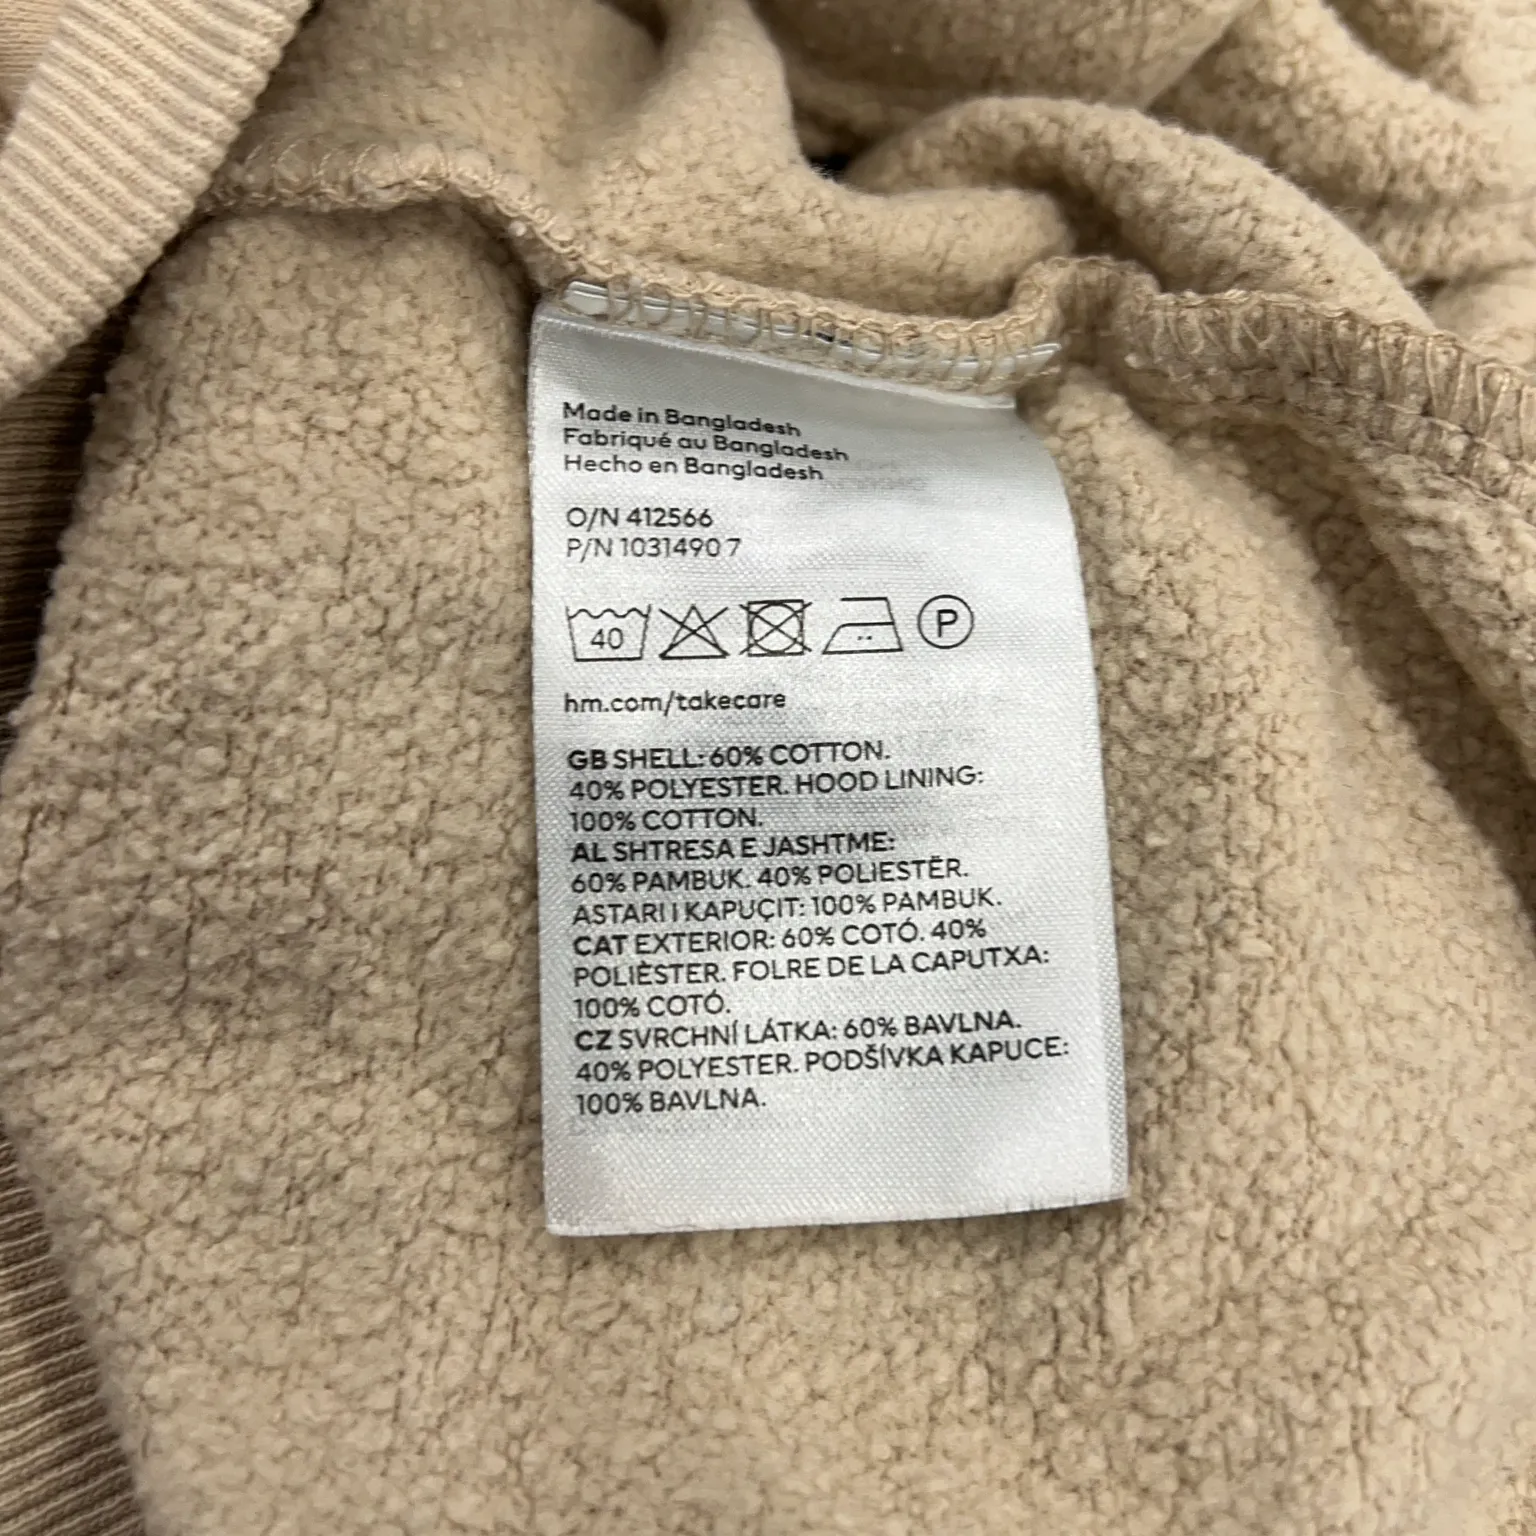 Made in Bangladesh
Fabriqué au Bangladesh
Hecho en Bangladesh
O/N 412566
P/N 1031490 7
40 P
hm.com/takecare
GB SHELL: 60% COTTON.
40% POLYESTER. HOOD LINING:
100% COTTON.
AL SHTRESA E JASHTME:
60% PAMBUK. 40% POLIESTËR.
ASTARI I KAPUÇIT: 100% PAMBUK.
CAT EXTERIOR: 60% COTÓ. 40%
POLIÈSTER. FOLRE DE LA CAPUTXA:
100% COTÓ.
CZ SVRCHNÍ LÁTKA: 60% BAVLNA.
40% POLYESTER. PODŠÍVKA KAPUCE:
100% BAVLNA.